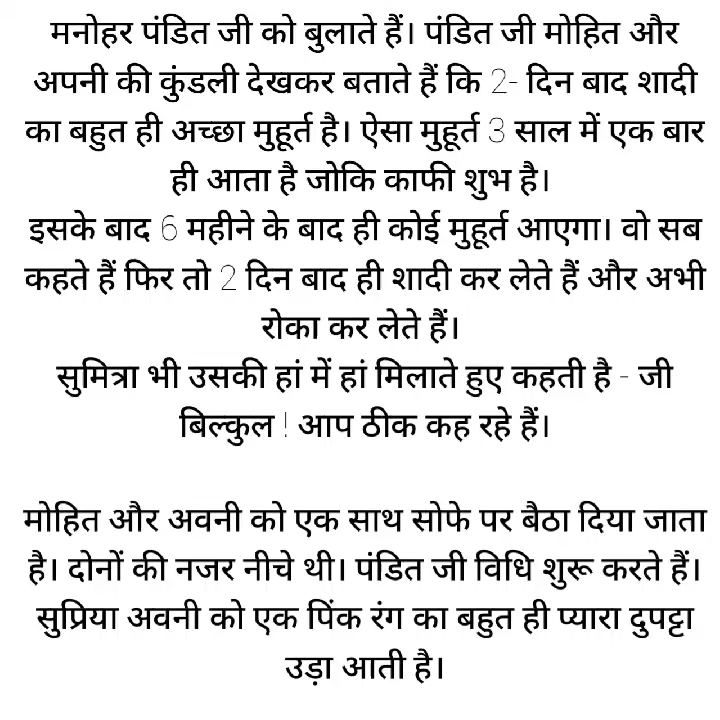 मनोहर पंडित जी को बुलाते हैं। पंडित जी मोहित और
अपनी की कुंडली देखकर बताते हैं कि 2- दिन बाद शादी
का बहुत ही अच्छा मुहूर्त है। ऐसा मुहूर्त 3 साल में एक बार
ही आता है जोकि काफी शुभ है।
इसके बाद 6 महीने के बाद ही कोई मुहूर्त आएगा। वो सब
कहते हैं फिर तो 2 दिन बाद ही शादी कर लेते हैं और अभी
रोका कर लेते हैं।
सुमित्रा भी उसकी हां में हां मिलाते हुए कहती है - जी
बिल्कुल ! आप ठीक कह रहे हैं।
मोहित और अवनी को एक साथ सोफे पर बैठा दिया जाता
है। दोनों की नजर नीचे थी। पंडित जी विधि शुरू करते हैं।
सुप्रिया अवनी को एक पिंक रंग का बहुत ही प्यारा दुपट्टा
उड़ा आती है।